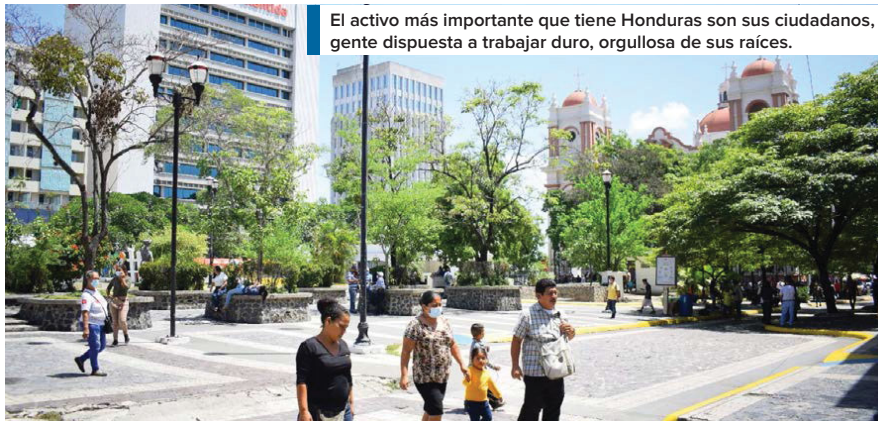 El activo más importante que tiene Honduras son sus ciudadanos,
gente dispuesta a trabajar duro, orgullosa de sus raíces.